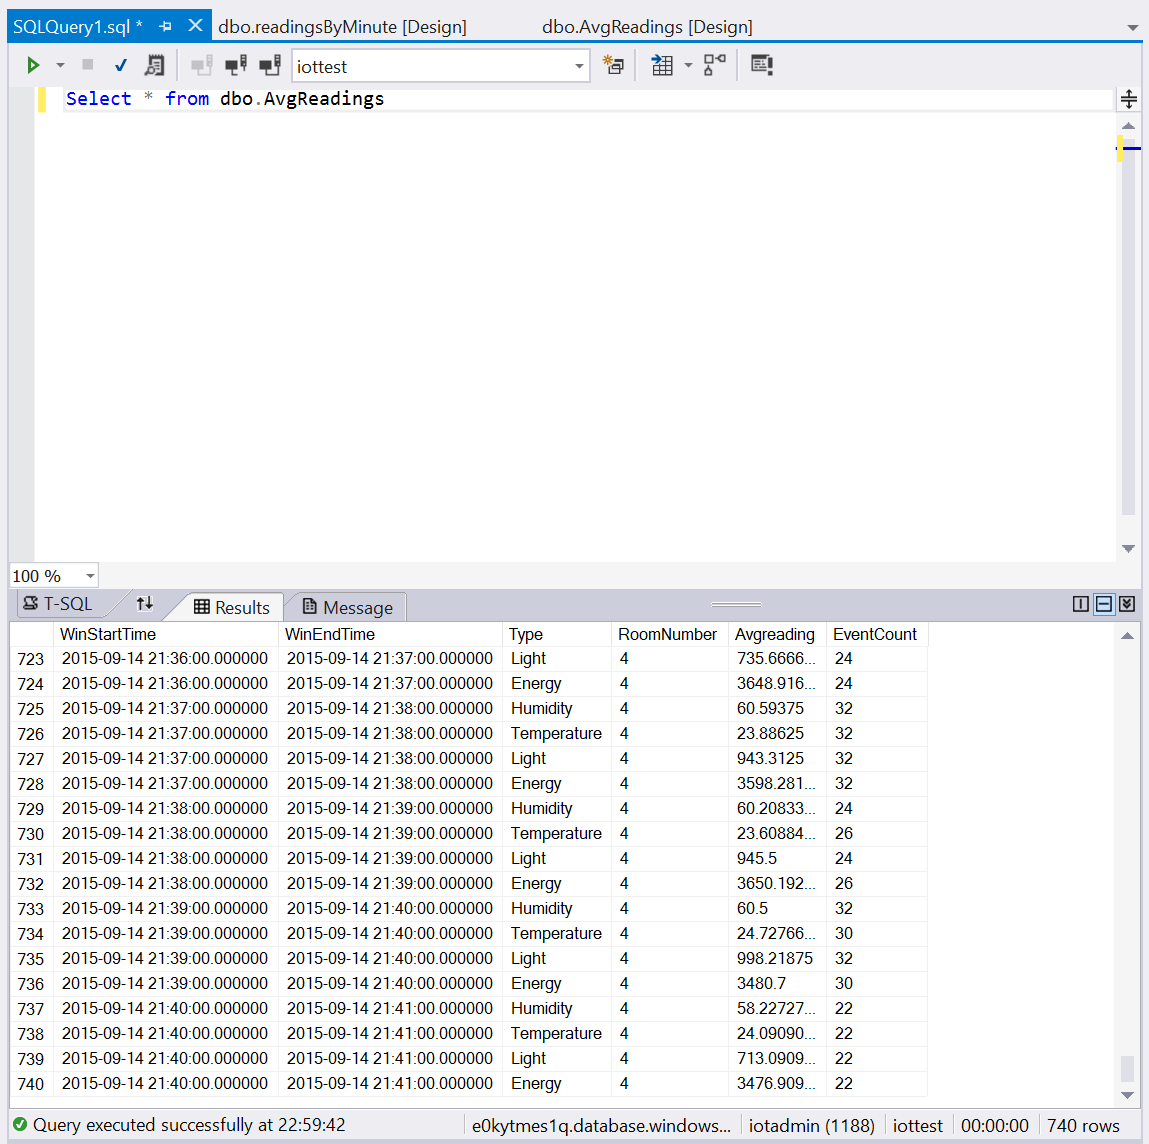 SQLQuery1.sql * dbo.readingsByMinute [Design] dbo.AvgReadings [Design]
iottest
Select * from dbo.AvgReadings
100 %
T-SQL Results Message
WinStartTime WinEndTime Type RoomNumber Avgreading EventCount
723 2015-09-14 21:36:00.000000 2015-09-14 21:37:00.000000 Light 4 735.6666... 24
724 2015-09-14 21:36:00.000000 2015-09-14 21:37:00.000000 Energy 4 3648.916... 24
725 2015-09-14 21:37:00.000000 2015-09-14 21:38:00.000000 Humidity 4 60.59375 32
726 2015-09-14 21:37:00.000000 2015-09-14 21:38:00.000000 Temperature 4 23.88625 32
727 2015-09-14 21:37:00.000000 2015-09-14 21:38:00.000000 Light 4 943.3125 32
728 2015-09-14 21:37:00.000000 2015-09-14 21:38:00.000000 Energy 4 3598.281... 32
729 2015-09-14 21:38:00.000000 2015-09-14 21:39:00.000000 Humidity 4 60.20833... 24
730 2015-09-14 21:38:00.000000 2015-09-14 21:39:00.000000 Temperature 4 23.60884... 26
731 2015-09-14 21:38:00.000000 2015-09-14 21:39:00.000000 Light 4 945.5 24
732 2015-09-14 21:38:00.000000 2015-09-14 21:39:00.000000 Energy 4 3650.192... 26
733 2015-09-14 21:39:00.000000 2015-09-14 21:40:00.000000 Humidity 4 60.5 32
734 2015-09-14 21:39:00.000000 2015-09-14 21:40:00.000000 Temperature 4 24.72766... 30
735 2015-09-14 21:39:00.000000 2015-09-14 21:40:00.000000 Light 4 998.21875 32
736 2015-09-14 21:39:00.000000 2015-09-14 21:40:00.000000 Energy 4 3480.7 30
737 2015-09-14 21:40:00.000000 2015-09-14 21:41:00.000000 Humidity 4 58.22727... 22
738 2015-09-14 21:40:00.000000 2015-09-14 21:41:00.000000 Temperature 4 24.09090... 22
739 2015-09-14 21:40:00.000000 2015-09-14 21:41:00.000000 Light 4 713.0909... 22
740 2015-09-14 21:40:00.000000 2015-09-14 21:41:00.000000 Energy 4 3476.909... 22
Query executed successfully at 22:59:42 e0kytmes1q.database.windows... iotadmin (1188) iottest 00:00:00 740 rows